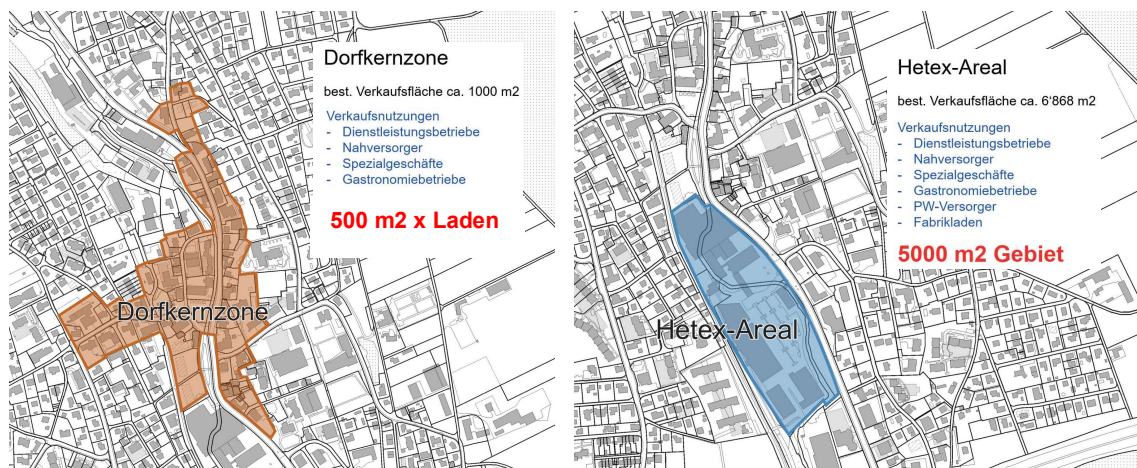 Dorfkernzone
best. Verkaufsfläche ca. 1000 m2
Verkaufsnutzungen
- Dienstleistungsbetriebe
- Nahversorger
- Spezialgeschäfte
- Gastronomiebetriebe
500 m2 x Laden
Dorfkernzone
Hetex-Areal
best. Verkaufsfläche ca. 6'868 m2
Verkaufsnutzungen
- Dienstleistungsbetriebe
- Nahversorger
- Spezialgeschäfte
- Gastronomiebetriebe
- PW-Versorger
- Fabrikladen
5000 m2 Gebiet
Hetex-Areal